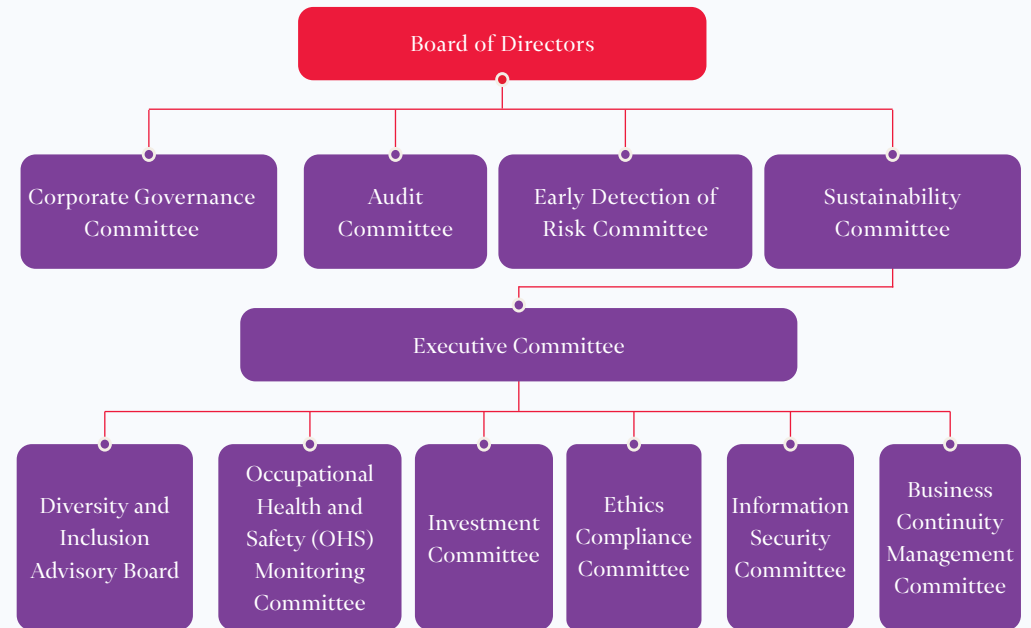 Board of Directors
Corporate Governance
Committee
Audit
Committee
Early Detection of
Risk Committee
Sustainability
Committee
Executive Committee
Diversity and
Inclusion
Advisory Board
Occupational
Health and
Safety (OHS)
Monitoring
Committee
Investment
Committee
Ethics
Compliance
Committee
Information
Security
Committee
Business
Continuity
Management
Committee